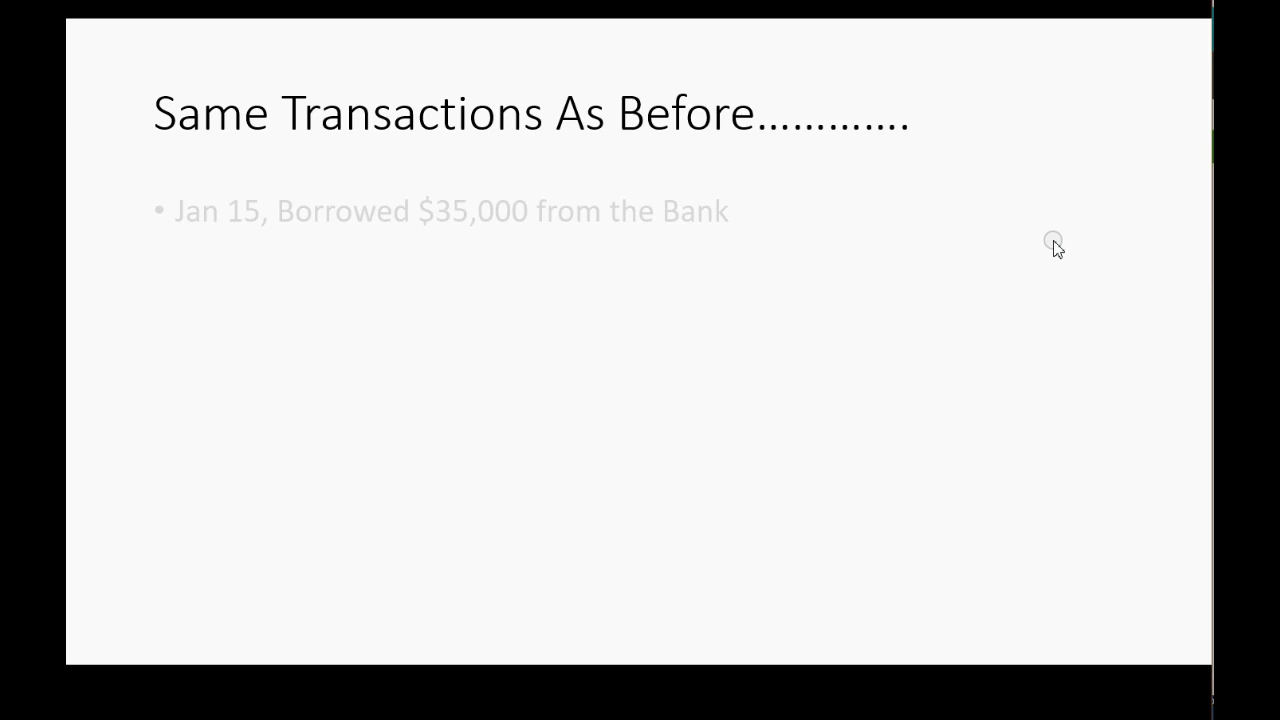 Same Transactions As Before………….
• Jan 15, Borrowed $35,000 from the Bank